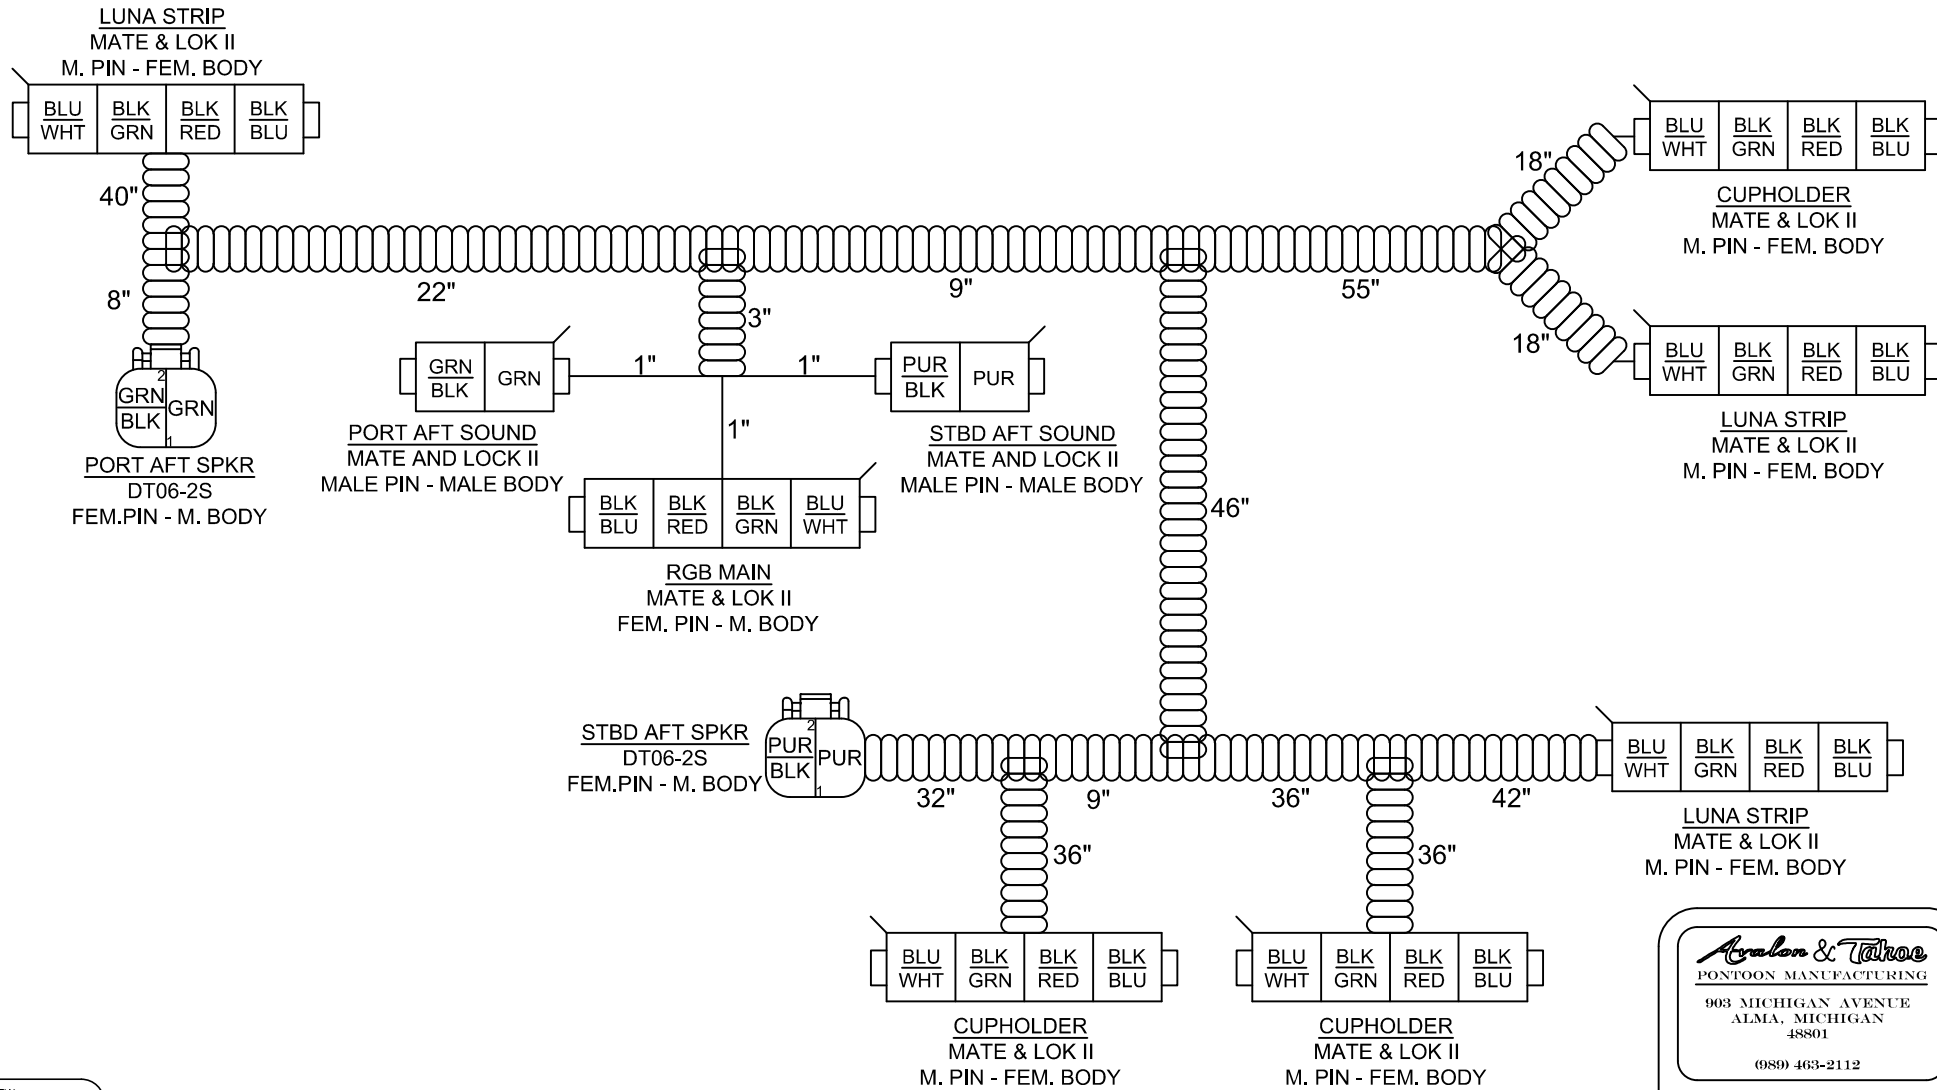 LUNA STRIP
MATE & LOK II
M. PIN - FEM. BODY
BLU BLK BLK BLK
WHT GRN RED BLU
40"
8"
22"
9"
55"
3"
18"
18"
BLU BLK BLK BLK
WHT GRN RED BLU
CUPHOLDER
MATE & LOK II
M. PIN - FEM. BODY
BLU BLK BLK BLK
WHT GRN RED BLU
LUNA STRIP
MATE & LOK II
M. PIN - FEM. BODY
2
GRN GRN
BLK
1
PORT AFT SPKR
DT06-2S
FEM.PIN - M. BODY
GRN GRN
BLK
1"
PORT AFT SOUND
MATE AND LOCK II
MALE PIN - MALE BODY
1"
PUR PUR
BLK
STBD AFT SOUND
MATE AND LOCK II
MALE PIN - MALE BODY
1"
BLK BLK BLK BLU
BLU RED GRN WHT
RGB MAIN
MATE & LOK II
FEM. PIN - M. BODY
46"
STBD AFT SPKR
DT06-2S
FEM.PIN - M. BODY
2
PUR PUR
BLK
1
32"
9"
36"
42"
BLU BLK BLK BLK
WHT GRN RED BLU
LUNA STRIP
MATE & LOK II
M. PIN - FEM. BODY
36"
36"
BLU BLK BLK BLK
WHT GRN RED BLU
CUPHOLDER
MATE & LOK II
M. PIN - FEM. BODY
BLU BLK BLK BLK
WHT GRN RED BLU
CUPHOLDER
MATE & LOK II
M. PIN - FEM. BODY
Avalon & Tahoe
PONTOON MANUFACTURING
903 MICHIGAN AVENUE
ALMA, MICHIGAN
48801
(989) 463-2112